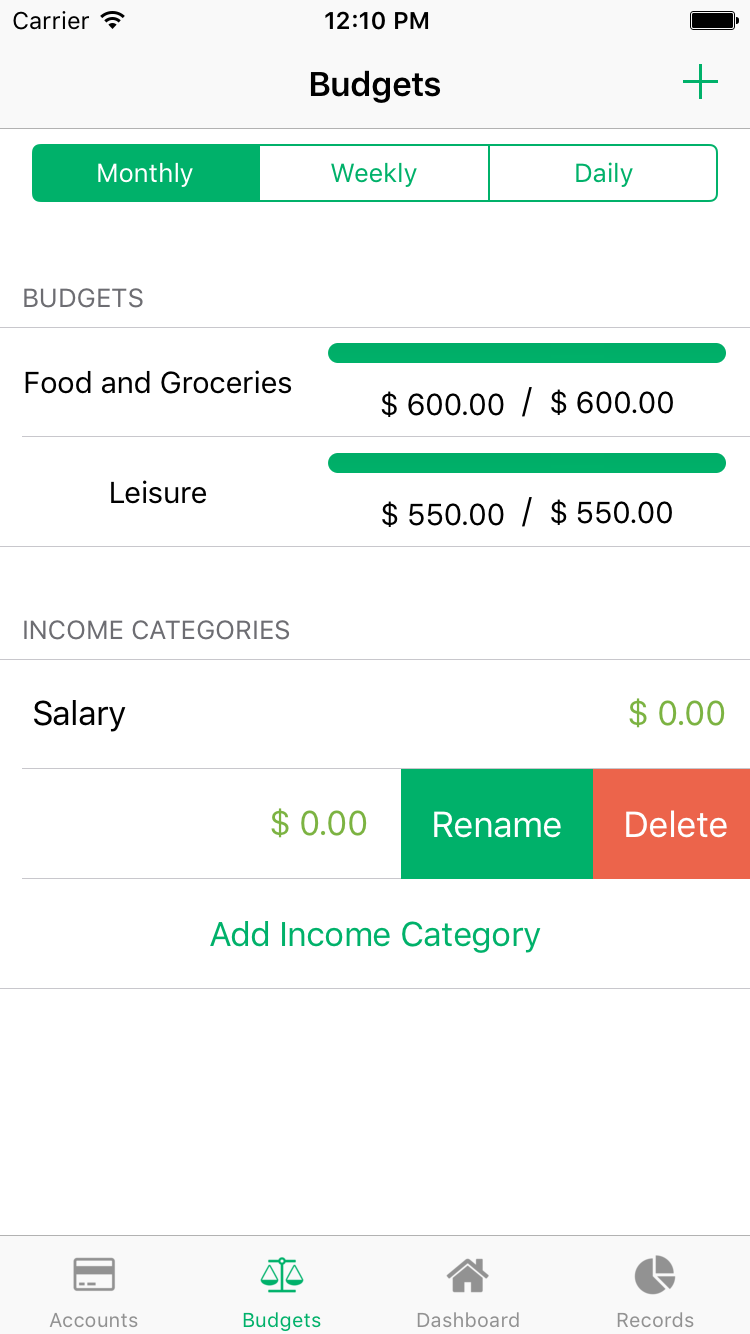 Carrier 12:10 PM
Budgets
Monthly Weekly Daily
BUDGETS
Food and Groceries $ 600.00 / $ 600.00
Leisure $ 550.00 / $ 550.00
INCOME CATEGORIES
Salary $ 0.00
$ 0.00 Rename Delete
Add Income Category
Accounts Budgets Dashboard Records